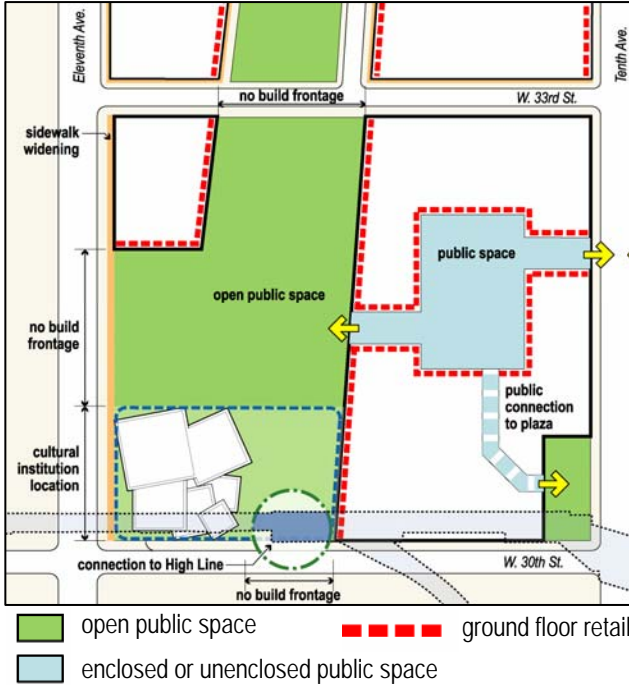 Eleventh Ave.
Tenth Ave.
no build frontage
W. 33rd St.
sidewalk
widening
public space
open public space
no build
frontage
public
connection
to plaza
cultural
institution
location
connection to High Line
W. 30th St.
no build frontage
open public space
ground floor retail
enclosed or unenclosed public space